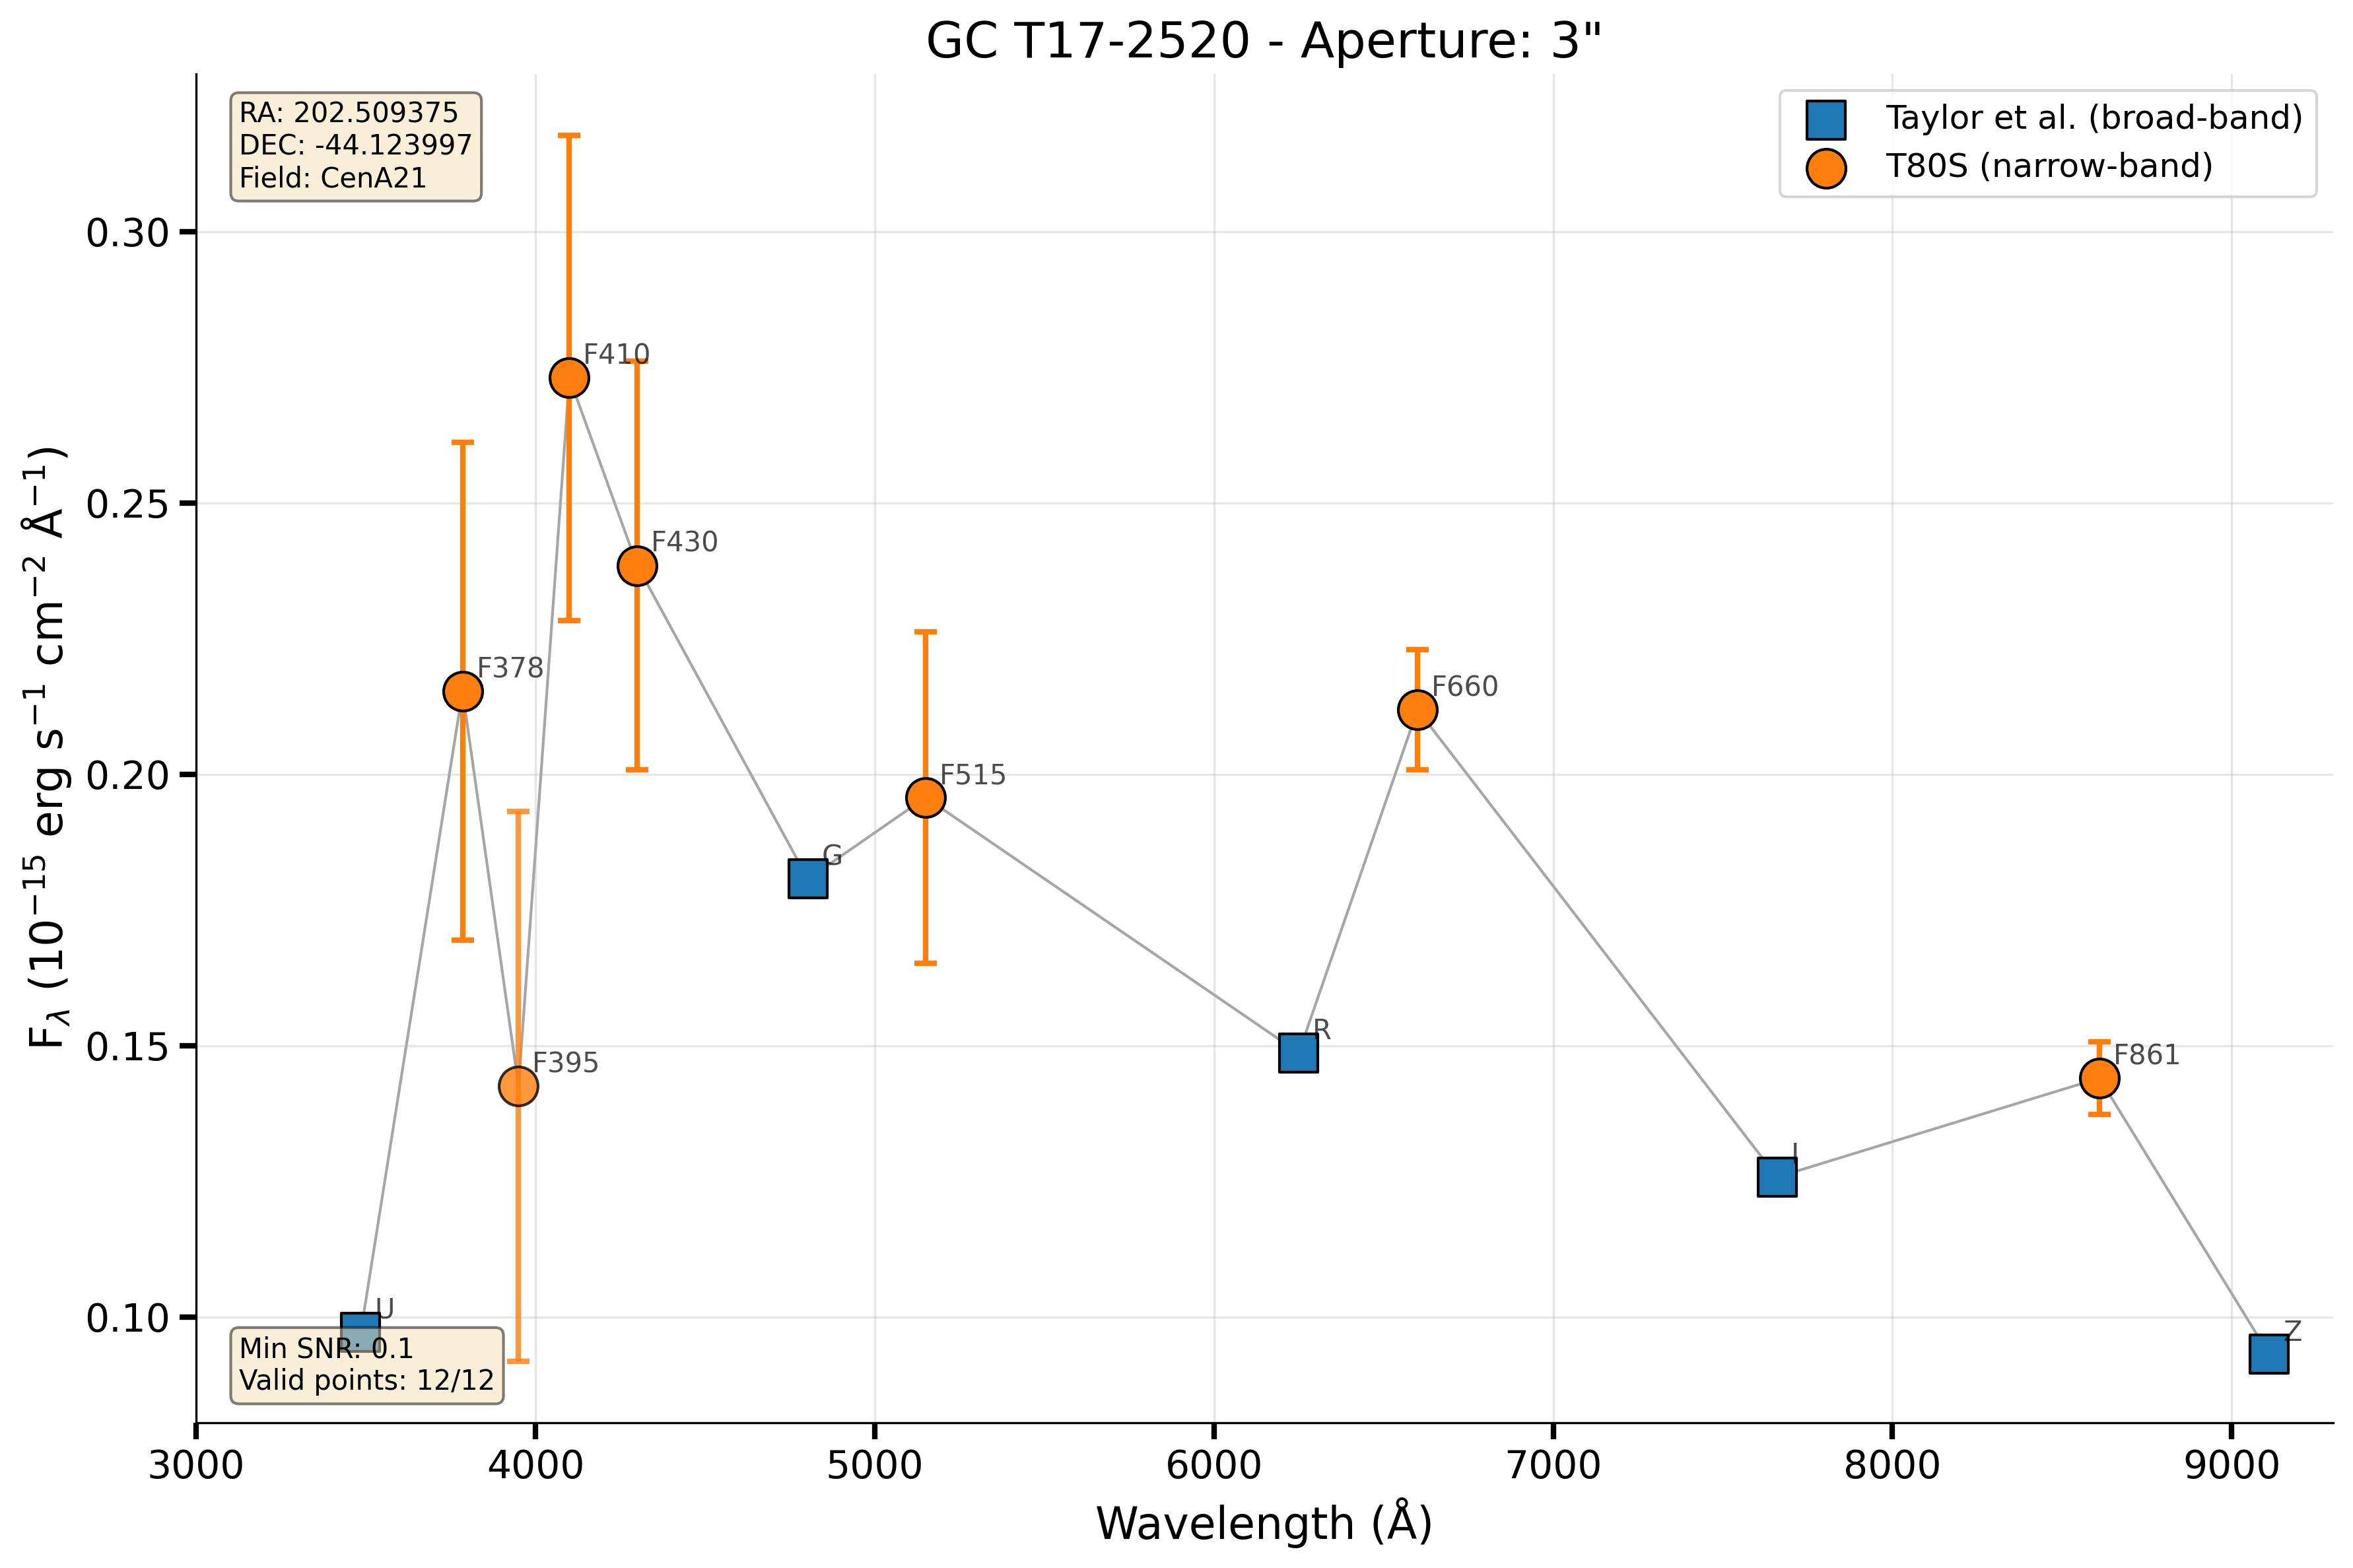 GC T17-2520 - Aperture: 3"
RA: 202.509375
DEC: -44.123997
Field: CenA21
Taylor et al. (broad-band)
T80S (narrow-band)
F410
F430
F378
F660
F515
G
F395
R
F861
I
U
Z
Min SNR: 0.1
Valid points: 12/12
0.30
0.25
0.20
0.15
0.10
Fλ (10⁻¹⁵ erg s⁻¹ cm⁻² Å⁻¹)
3000 4000 5000 6000 7000 8000 9000
Wavelength (Å)